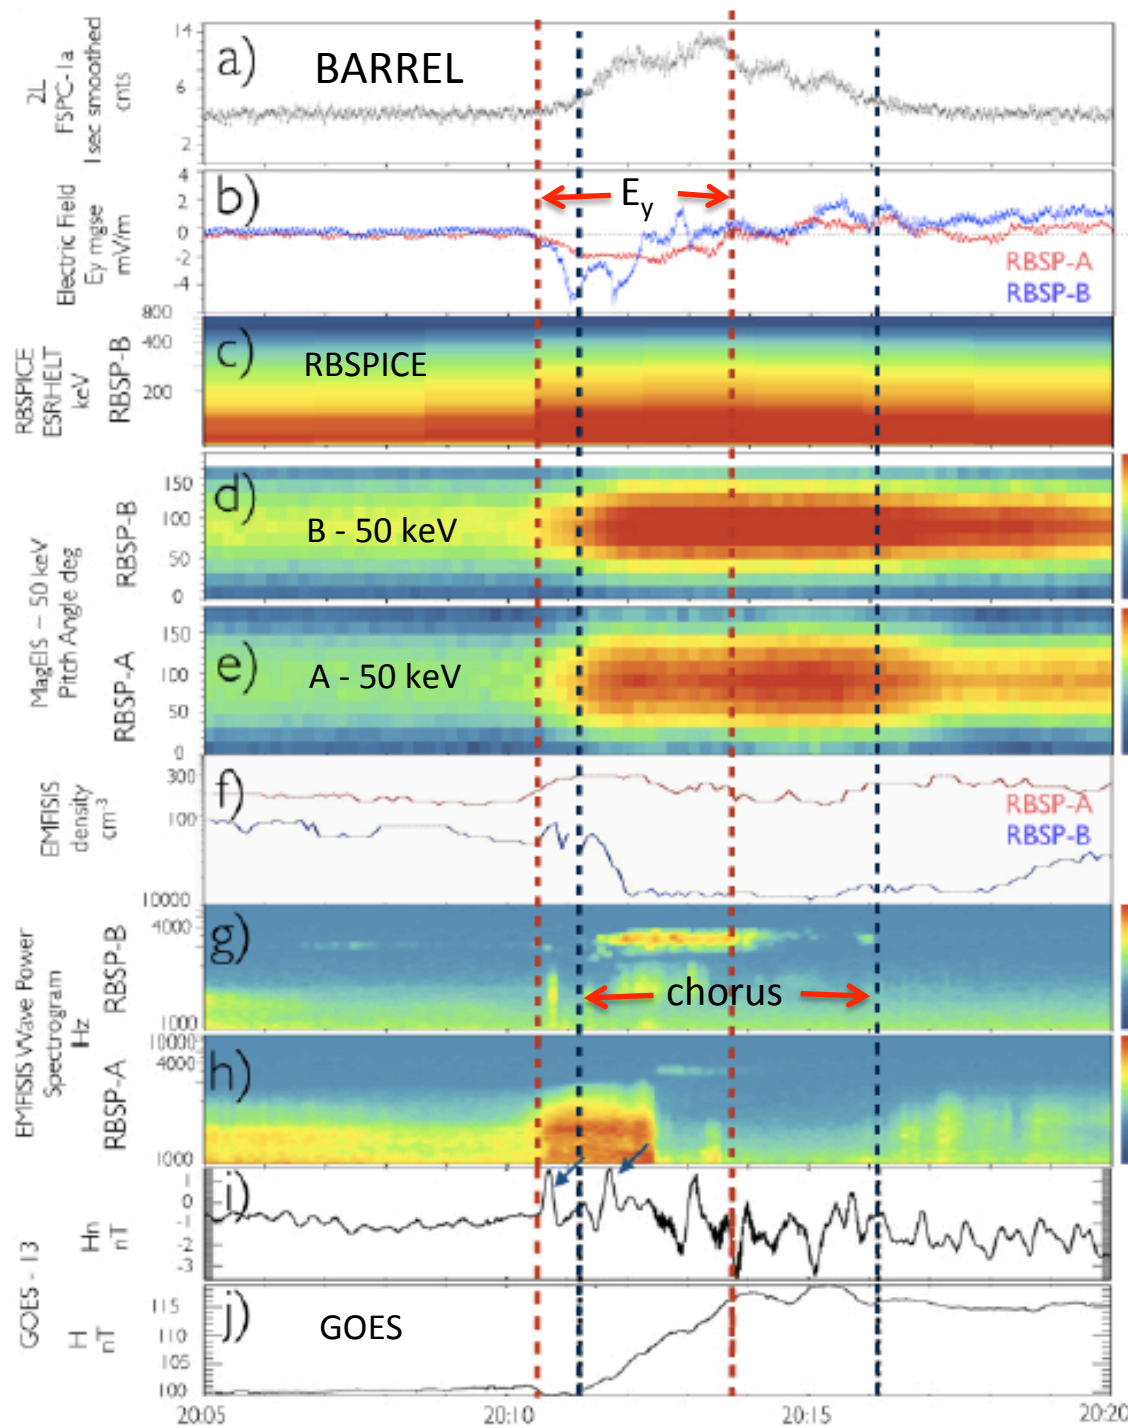 2L
FSPC-1a
1sec smoothed
cnts
14
6
2
a)
BARREL
Electric Field
Ey mgse
mV/m
4
2
0
-2
-4
b)
Ey
RBSP-A
RBSP-B
RBSPICE
ESRHELT
keV
RBSP-B
800
400
200
c)
RBSPICE
MagEIS ~ 50 keV
Pitch Angle deg
RBSP-B
150
100
50
0
d)
B - 50 keV
RBSP-A
150
100
50
0
e)
A - 50 keV
EMFISIS
density
cm-3
300
100
f)
RBSP-A
RBSP-B
EMFISIS Wave Power
Spectrogram
Hz
RBSP-B
10000
4000
1000
g)
chorus
RBSP-A
10000
4000
1000
h)
GOES - 13
Hn
nT
1
0
-1
-2
-3
i)
H
nT
115
110
105
100
j)
GOES
20:05
20:10
20:15
20:20